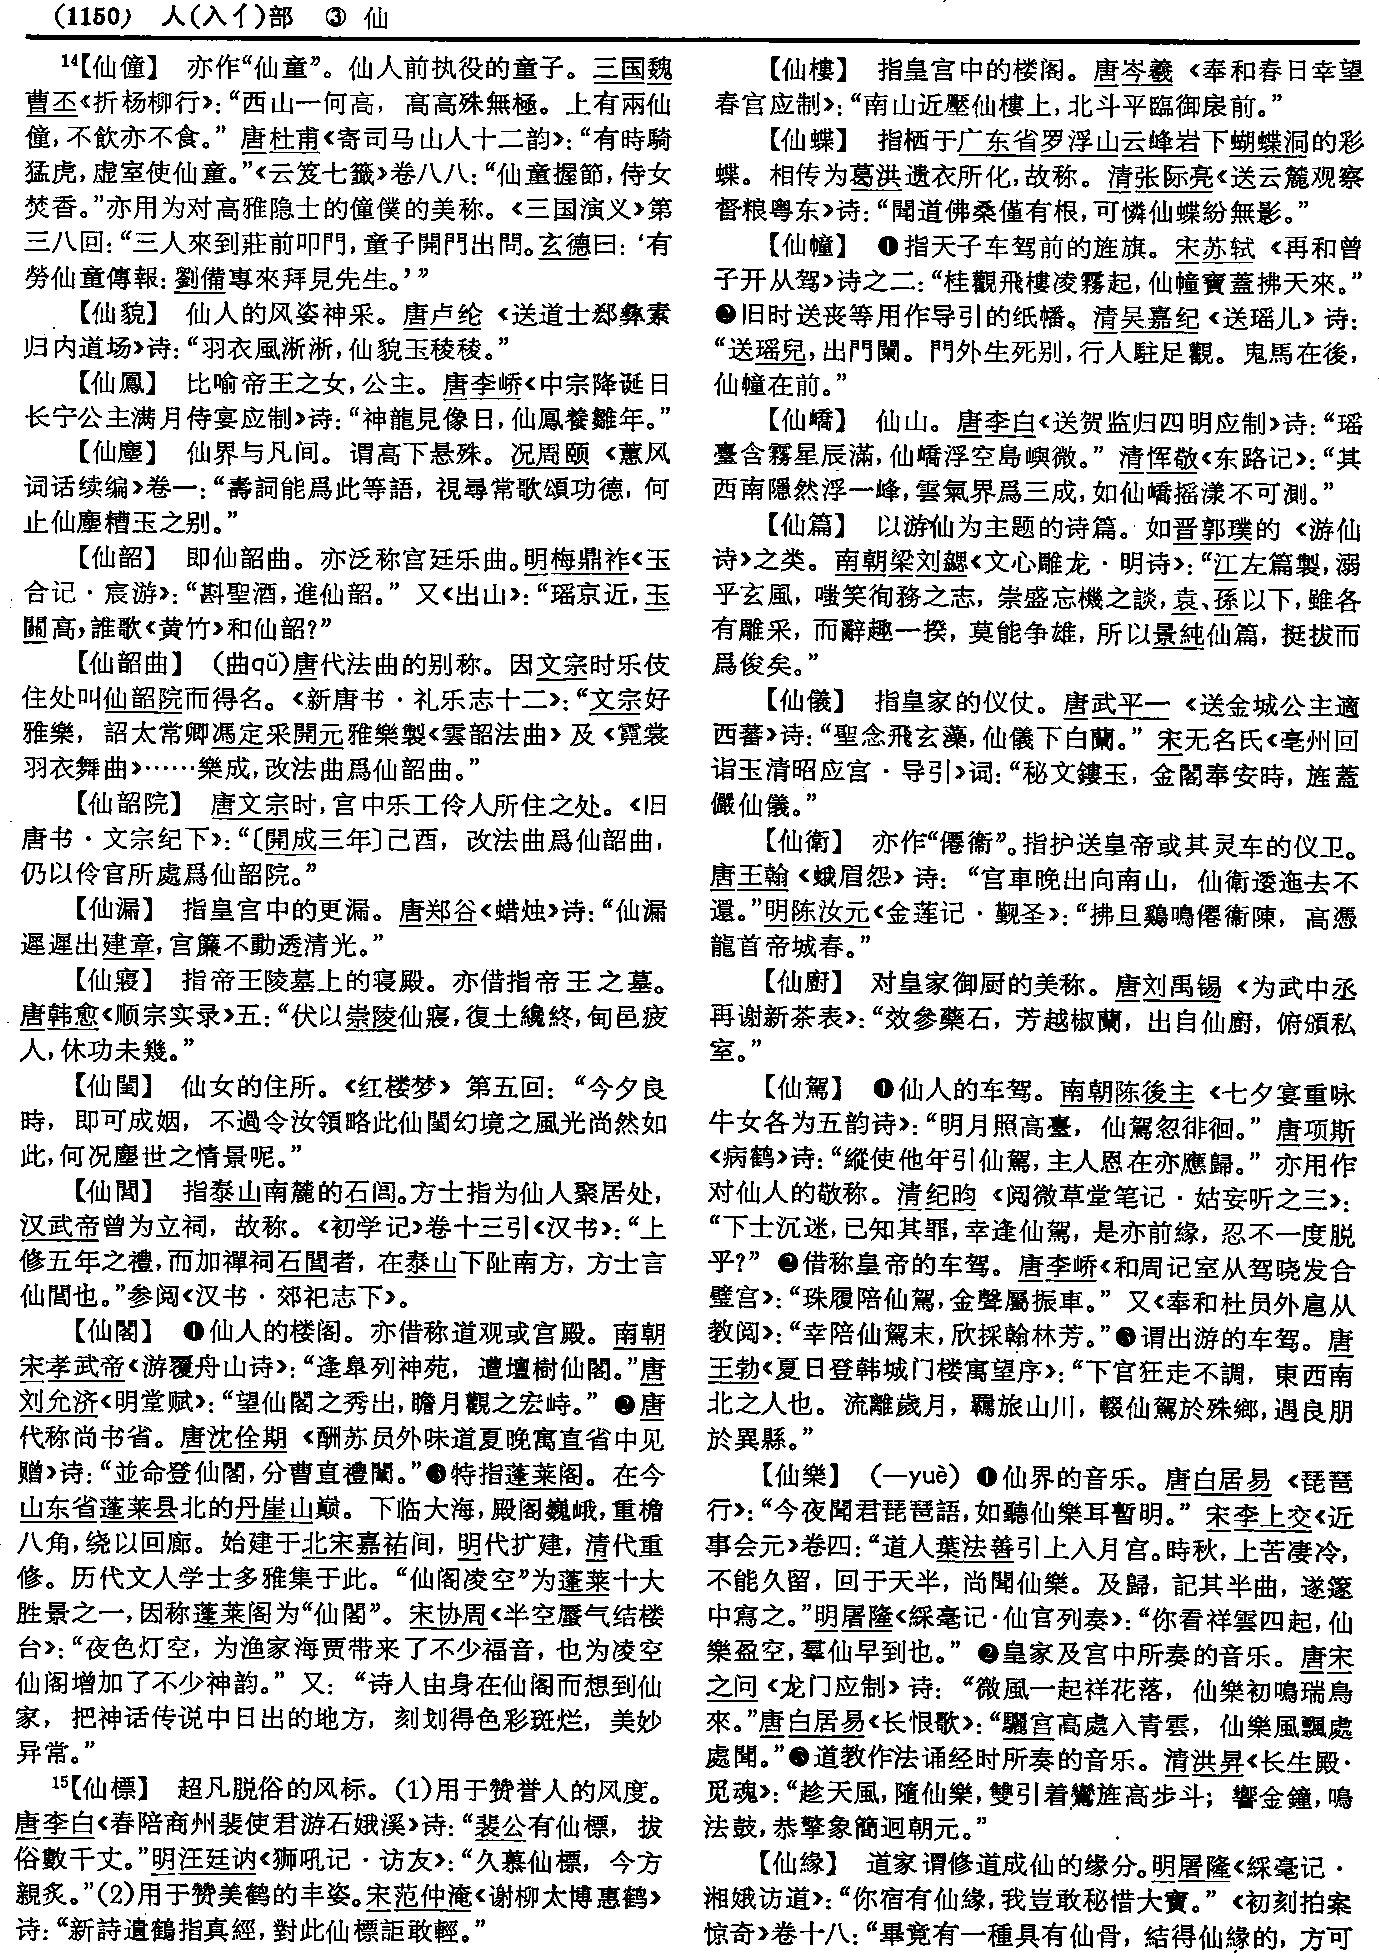 (1150) 人(入亻)部 ③ 仙
¹⁴【仙僮】 亦作“仙童”。仙人前执役的童子。三国魏
曹丕《折杨柳行》：“西山一何高，高高殊無極。上有兩仙
僮，不飲亦不食。”唐杜甫《寄司马山人十二韵》：“有時騎
猛虎，虚室使仙童。”《云笈七籤》卷八八：“仙童握節，侍女
焚香。”亦用为对高雅隐士的僮僕的美称。《三国演义》第
三八回：“三人來到莊前叩門，童子開門出問。玄德曰：‘有
勞仙童傳報：劉備專來拜見先生。’”
【仙貌】 仙人的风姿神采。唐卢纶《送道士郄彝素
归内道场》诗：“羽衣風淅淅，仙貌玉稜稜。”
【仙鳳】 比喻帝王之女，公主。唐李峤《中宗降诞日
长宁公主满月侍宴应制》诗：“神龍見像日，仙鳳養雛年。”
【仙塵】 仙界与凡间。谓高下悬殊。况周颐《蕙风
词话续编》卷一：“壽詞能爲此等語，視尋常歌頌功德，何
止仙塵糟玉之别。”
【仙韶】 即仙韶曲。亦泛称宫廷乐曲。明梅鼎祚《玉
合记·宸游》：“斟聖酒，進仙韶。”又《出山》：“瑶京近，玉
關高，誰歌《黄竹》和仙韶?”
【仙韶曲】 (曲qǔ)唐代法曲的别称。因文宗时乐伎
住处叫仙韶院而得名。《新唐书·礼乐志十二》：“文宗好
雅樂，詔太常卿馮定采開元雅樂製《雲韶法曲》及《霓裳
羽衣舞曲》……樂成，改法曲爲仙韶曲。”
【仙韶院】 唐文宗时，宫中乐工伶人所住之处。《旧
唐书·文宗纪下》：“〔開成三年〕己酉，改法曲爲仙韶曲，
仍以伶官所處爲仙韶院。”
【仙漏】 指皇宫中的更漏。唐郑谷《蜡烛》诗：“仙漏
遲遲出建章，宫簾不動透清光。”
【仙寢】 指帝王陵墓上的寝殿。亦借指帝王之墓。
唐韩愈《顺宗实录》五：“伏以崇陵仙寢，復土纔終，甸邑疲
人，休功未幾。”
【仙閨】 仙女的住所。《红楼梦》第五回：“今夕良
時，即可成姻，不過令汝領略此仙閨幻境之風光尚然如
此，何况塵世之情景呢。”
【仙閭】 指泰山南麓的石闾。方士指为仙人聚居处，
汉武帝曾为立祠，故称。《初学记》卷十三引《汉书》：“上
修五年之禮，而加禪祠石閭者，在泰山下阯南方，方士言
仙閭也。”参阅《汉书·郊祀志下》。
【仙閣】 ❶仙人的楼阁。亦借称道观或宫殿。南朝
宋孝武帝《游覆舟山诗》：“逢皋列神苑，遭壇樹仙閣。”唐
刘允济《明堂赋》：“望仙閣之秀出，瞻月觀之宏峙。”❷唐
代称尚书省。唐沈佺期《酬苏员外味道夏晚寓直省中见
赠》诗：“並命登仙閣，分曹直禮闈。”❸特指蓬莱阁。在今
山东省蓬莱县北的丹崖山巅。下临大海，殿阁巍峨，重檐
八角，绕以回廊。始建于北宋嘉祐间，明代扩建，清代重
修。历代文人学士多雅集于此。“仙阁凌空”为蓬莱十大
胜景之一，因称蓬莱阁为“仙閣”。宋协周《半空蜃气结楼
台》：“夜色灯空，为渔家海贾带来了不少福音，也为凌空
仙阁增加了不少神韵。”又：“诗人由身在仙阁而想到仙
家，把神话传说中日出的地方，刻划得色彩斑烂，美妙
异常。”
¹⁵【仙標】 超凡脱俗的风标。(1)用于赞誉人的风度。
唐李白《春陪商州裴使君游石娥溪》诗：“裴公有仙標，拔
俗數千丈。”明汪廷讷《狮吼记·访友》：“久慕仙標，今方
親炙。”(2)用于赞美鹤的丰姿。宋范仲淹《谢柳太博惠鹤》
诗：“新詩遺鶴指真經，對此仙標詎敢輕。”
【仙樓】 指皇宫中的楼阁。唐岑羲《奉和春日幸望
春宫应制》：“南山近壓仙樓上，北斗平臨御扆前。”
【仙蝶】 指栖于广东省罗浮山云峰岩下蝴蝶洞的彩
蝶。相传为葛洪遗衣所化，故称。清张际亮《送云麓观察
督粮粤东》诗：“聞道佛桑僅有根，可憐仙蝶紛無影。”
【仙幢】 ❶指天子车驾前的旌旗。宋苏轼《再和曾
子开从驾》诗之二：“桂觀飛樓凌霧起，仙幢寶蓋拂天來。”
❷旧时送丧等用作导引的纸幡。清吴嘉纪《送瑶儿》诗：
“送瑶兒，出門闌。門外生死别，行人駐足觀。鬼馬在後，
仙幢在前。”
【仙嶠】 仙山。唐李白《送贺监归四明应制》诗：“瑶
臺含霧星辰滿，仙嶠浮空島嶼微。”清恽敬《东路记》：“其
西南隱然浮一峰，雲氣界爲三成，如仙嶠摇漾不可測。”
【仙篇】 以游仙为主题的诗篇。如晋郭璞的《游仙
诗》之类。南朝梁刘勰《文心雕龙·明诗》：“江左篇製，溺
乎玄風，嗤笑徇務之志，崇盛忘機之談，袁、孫以下，雖各
有雕采，而辭趣一揆，莫能争雄，所以景純仙篇，挺拔而
爲俊矣。”
【仙儀】 指皇家的仪仗。唐武平一《送金城公主適
西蕃》诗：“聖念飛玄藻，仙儀下白蘭。”宋无名氏《亳州回
诣玉清昭应宫·导引》词：“秘文鏤玉，金閣奉安時，旌蓋
儼仙儀。”
【仙衛】 亦作“僊衞”。指护送皇帝或其灵车的仪卫。
唐王翰《蛾眉怨》诗：“宫車晚出向南山，仙衛逶迤去不
還。”明陈汝元《金莲记·觐圣》：“拂旦鷄鳴僊衞陳，高憑
龍首帝城春。”
【仙廚】 对皇家御厨的美称。唐刘禹锡《为武中丞
再谢新茶表》：“效參藥石，芳越椒蘭，出自仙廚，俯頒私
室。”
【仙駕】 ❶仙人的车驾。南朝陈後主《七夕宴重咏
牛女各为五韵诗》：“明月照高臺，仙駕忽徘徊。”唐项斯
《病鹤》诗：“縱使他年引仙駕，主人恩在亦應歸。”亦用作
对仙人的敬称。清纪昀《阅微草堂笔记·姑妄听之三》：
“下士沉迷，已知其罪，幸逢仙駕，是亦前緣，忍不一度脱
乎?”❷借称皇帝的车驾。唐李峤《和周记室从驾晓发合
璧宫》：“珠履陪仙駕，金聲屬振車。”又《奉和杜员外扈从
教阅》：“幸陪仙駕末，欣採翰林芳。”❸谓出游的车驾。唐
王勃《夏日登韩城门楼寓望序》：“下官狂走不調，東西南
北之人也。流離歲月，羈旅山川，輟仙駕於殊鄉，遇良朋
於異縣。”
【仙樂】 (—yuè) ❶仙界的音乐。唐白居易《琵琶
行》：“今夜聞君琵琶語，如聽仙樂耳暫明。”宋李上交《近
事会元》卷四：“道人葉法善引上入月宫。時秋，上苦凄冷，
不能久留，回于天半，尚聞仙樂。及歸，記其半曲，遂篴
中寫之。”明屠隆《綵毫记·仙官列奏》：“你看祥雲四起，仙
樂盈空，羣仙早到也。”❷皇家及宫中所奏的音乐。唐宋
之问《龙门应制》诗：“微風一起祥花落，仙樂初鳴瑞鳥
來。”唐白居易《长恨歌》：“驪宫高處入青雲，仙樂風飄處
處聞。”❸道教作法诵经时所奏的音乐。清洪昇《长生殿·
觅魂》：“趁天風，隨仙樂，雙引着鸞旌高步斗；響金鐘，鳴
法鼓，恭擎象簡迴朝元。”
【仙緣】 道家谓修道成仙的缘分。明屠隆《綵毫记·
湘娥访道》：“你宿有仙緣，我豈敢秘惜大寶。”《初刻拍案
惊奇》卷十八：“畢竟有一種具有仙骨，結得仙緣的，方可